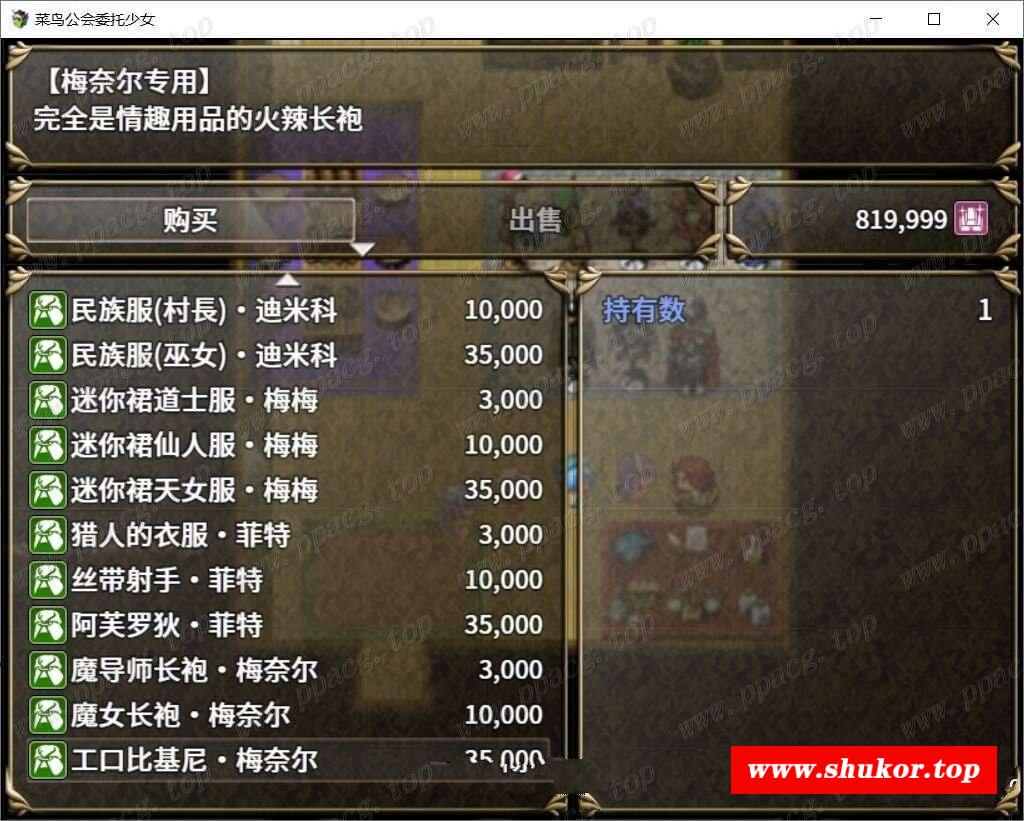 菜鸟公会委托少女
【梅奈尔专用】
完全是情趣用品的火辣长袍
购买
出售
819,999
民族服(村長)・迪米科 10,000
民族服(巫女)・迪米科 35,000
迷你裙道士服・梅梅 3,000
迷你裙仙人服・梅梅 10,000
迷你裙天女服・梅梅 35,000
猎人的衣服・菲特 3,000
丝带射手・菲特 10,000
阿芙罗狄・菲特 35,000
魔导师长袍・梅奈尔 3,000
魔女长袍・梅奈尔 10,000
工口比基尼・梅奈尔 35,000
持有数 1
www.shukor.top
www.ppacg.top